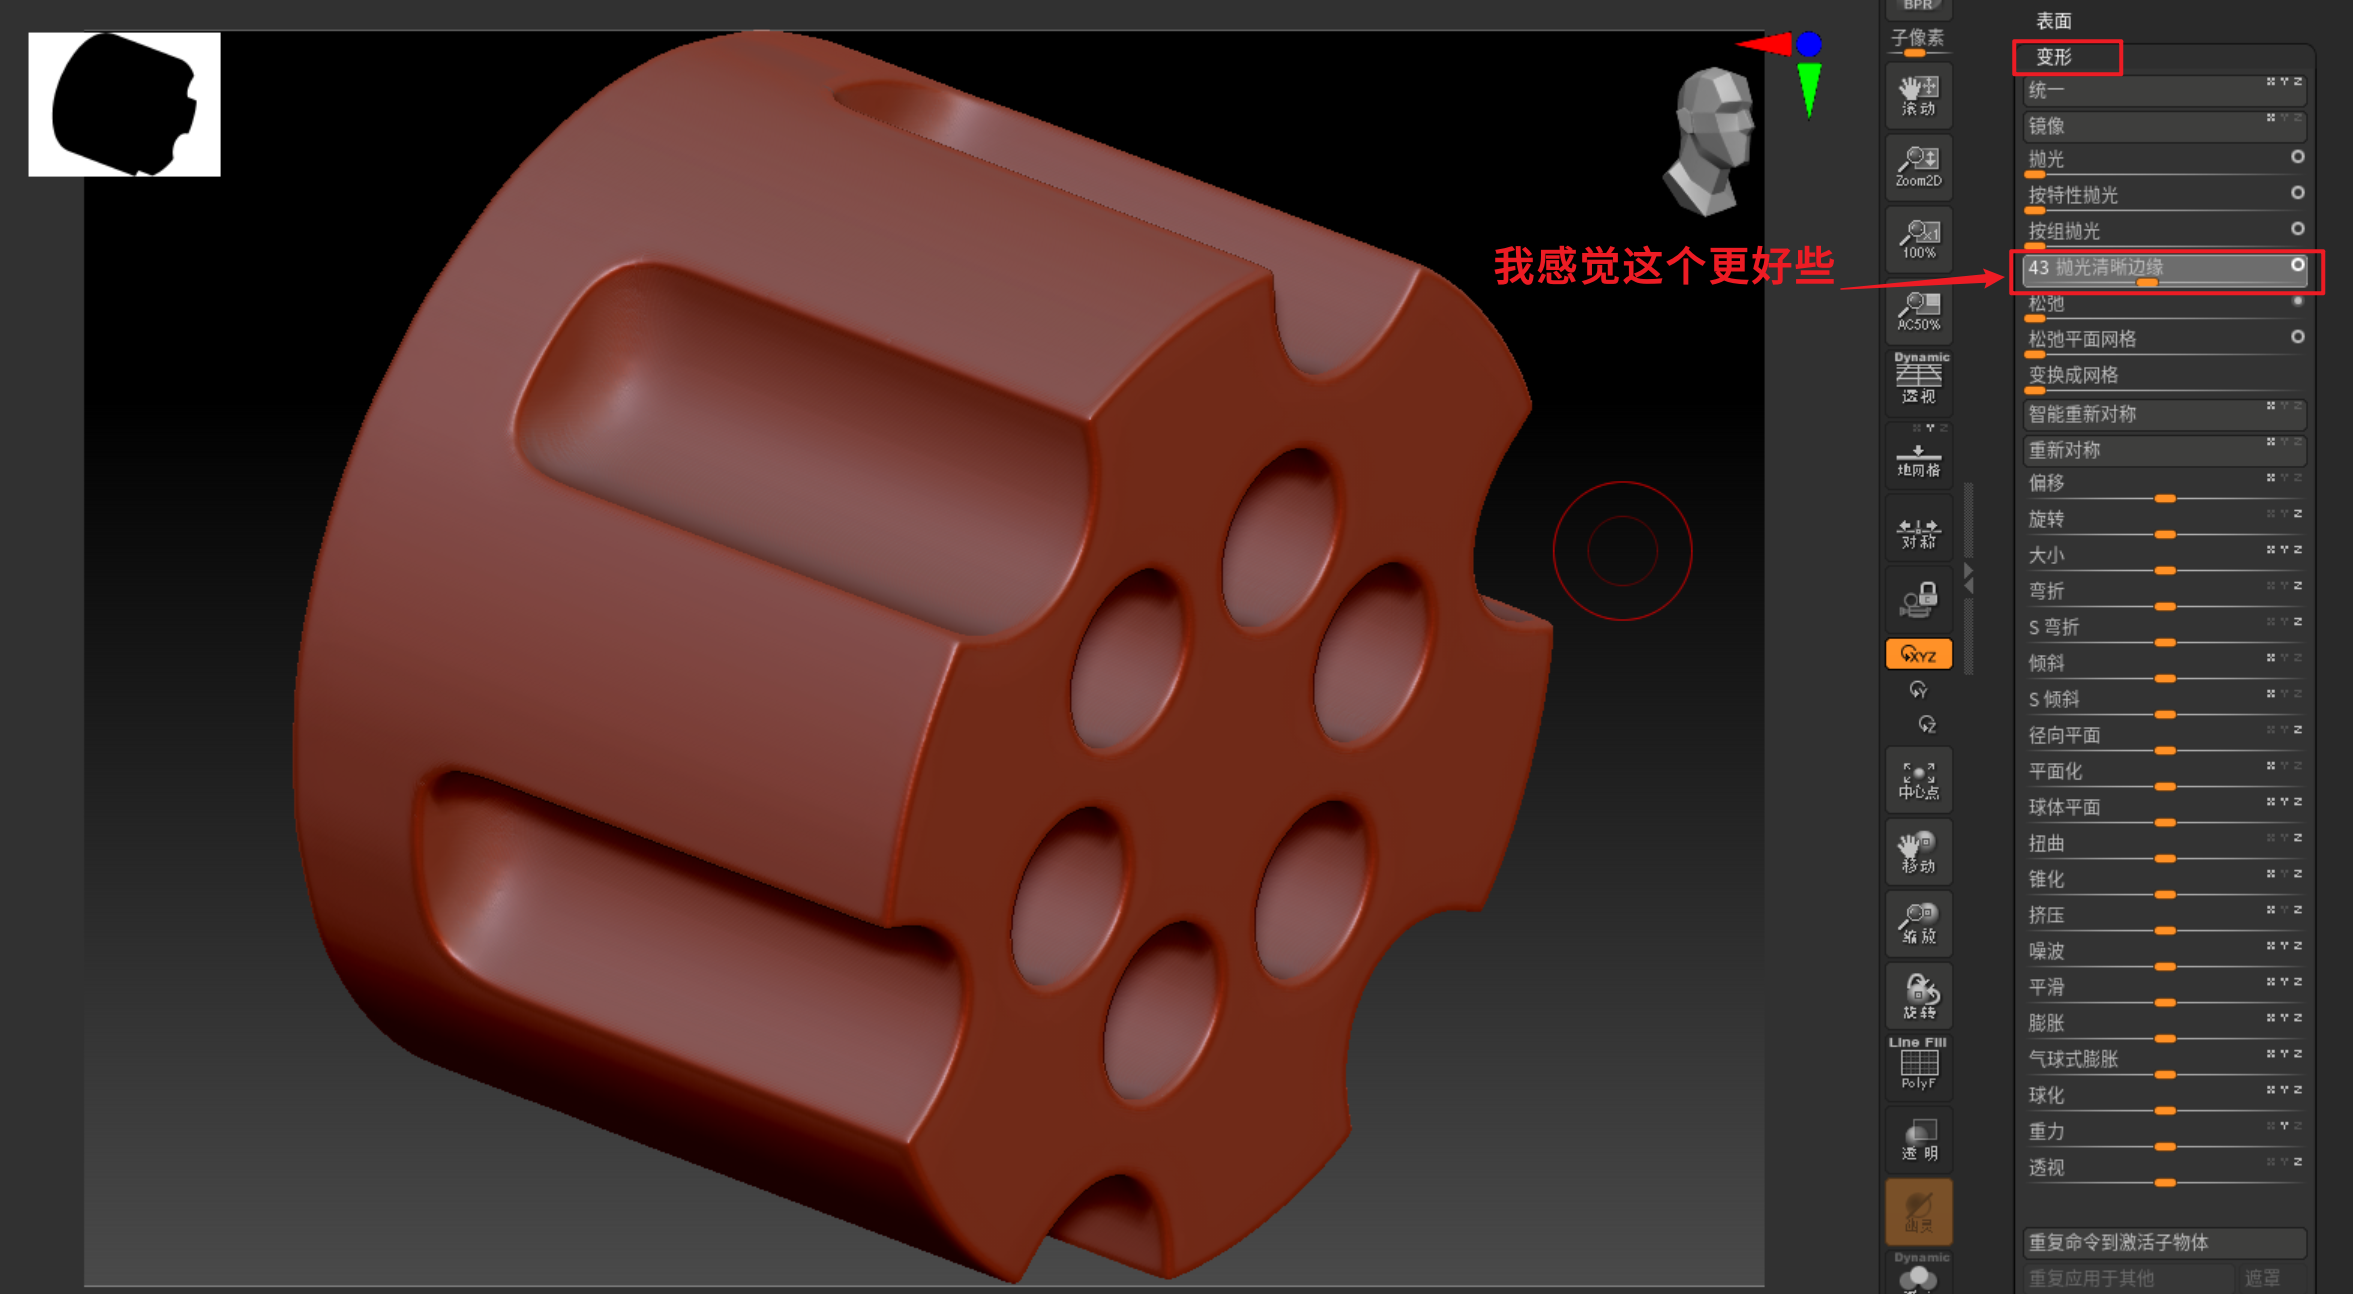 BPR
子像素
滚动
Zoom2D
100%
AC50%
Dynamic
透视
地网格
对称
XYZ
Y
Z
中心点
移动
缩放
旋转
Line Fill
PolyF
透明
幽灵
Dynamic
我感觉这个更好些
表面
变形
统一 X Y Z
镜像 X Y Z
抛光
按特性抛光
按组抛光
43 抛光清晰边缘
松弛
松弛平面网格
变换成网格
智能重新对称 X Y Z
重新对称 X Y Z
偏移 X Y Z
旋转 X Y Z
大小 X Y Z
弯折 X Y Z
S 弯折 X Y Z
倾斜 X Y Z
S 倾斜 X Y Z
径向平面 X Y Z
平面化 X Y Z
球体平面 X Y Z
扭曲 X Y Z
锥化 X Y Z
挤压 X Y Z
噪波 X Y Z
平滑 X Y Z
膨胀 X Y Z
气球式膨胀 X Y Z
球化 X Y Z
重力 X Y Z
透视 X Y Z
重复命令到激活子物体
重复应用于其他 遮罩